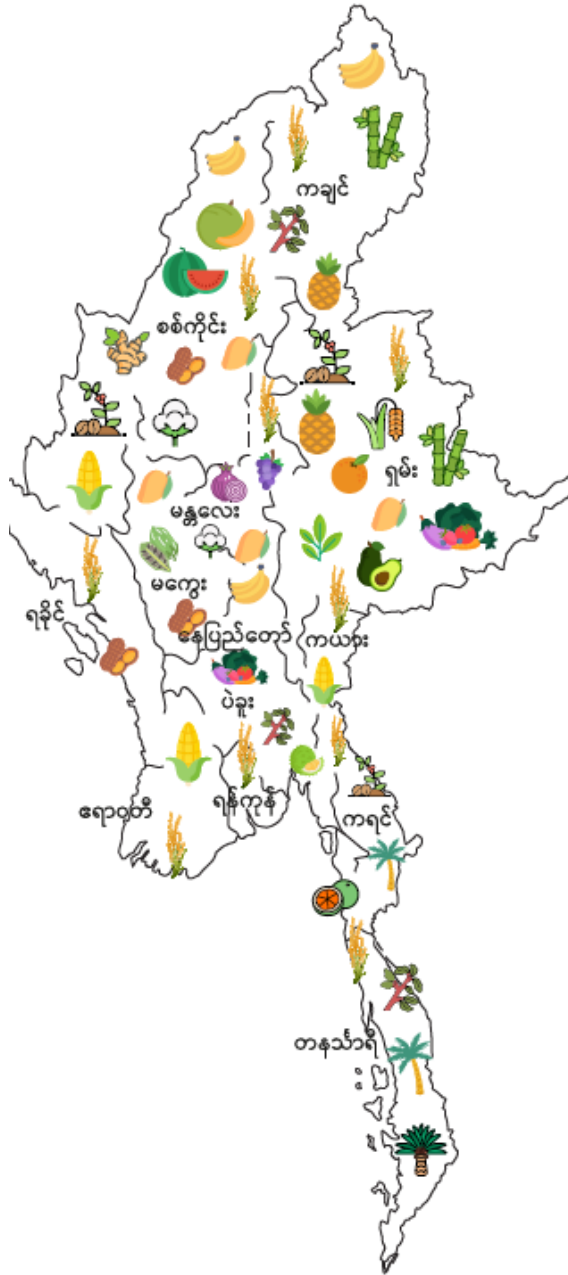 ကချင်
စစ်ကိုင်း
ရှမ်း
မန္တလေး
မကွေး
ရခိုင်
နေပြည်တော်
ကယား
ပဲခူး
ရန်ကုန်
ဧရာဝတီ
ကရင်
တနင်္သာရီ